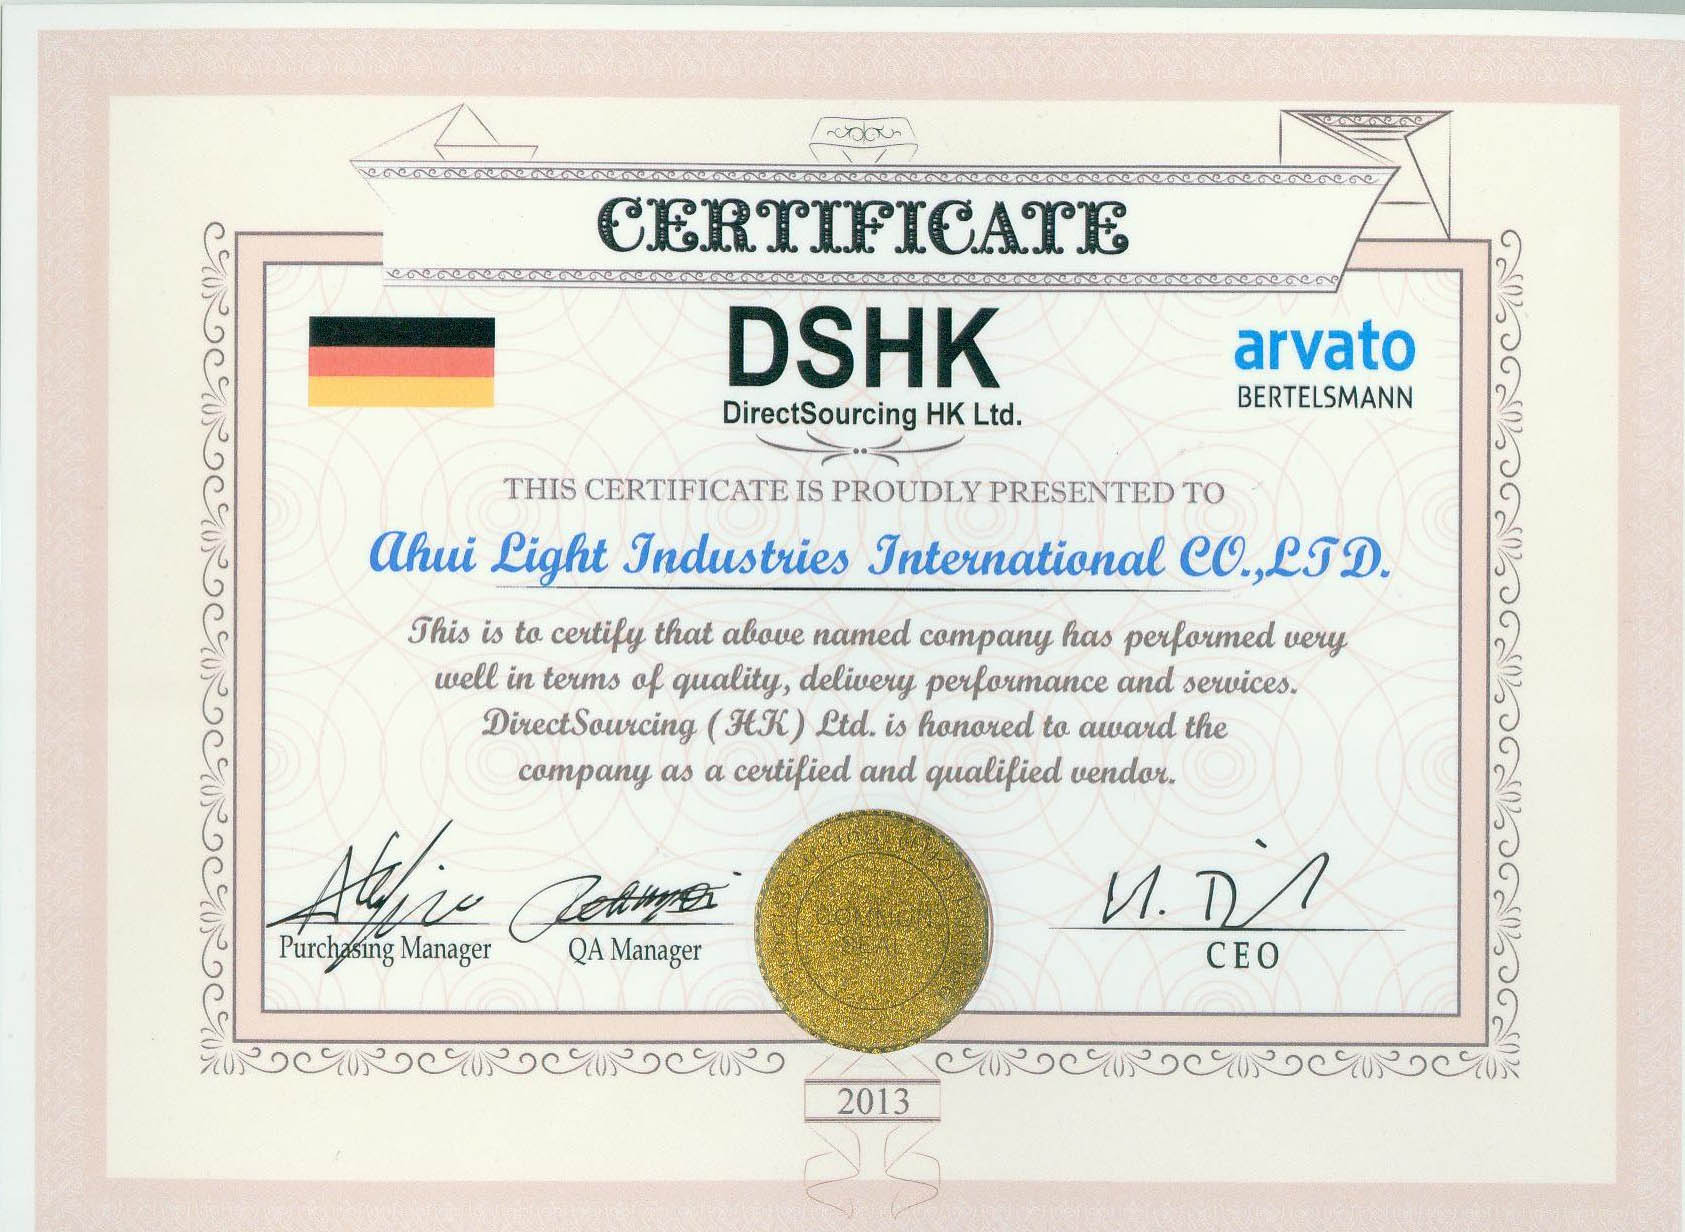 CERTIFICATE
DSHK
DirectSourcing HK Ltd.
arvato
BERTELSMANN
THIS CERTIFICATE IS PROUDLY PRESENTED TO
Ahui Light Industries International CO.,LTD.
This is to certify that above named company has performed very
well in terms of quality, delivery performance and services.
DirectSourcing (HK) Ltd. is honored to award the
company as a certified and qualified vendor.
Purchasing Manager
QA Manager
COMMON
SEAL
CEO
2013